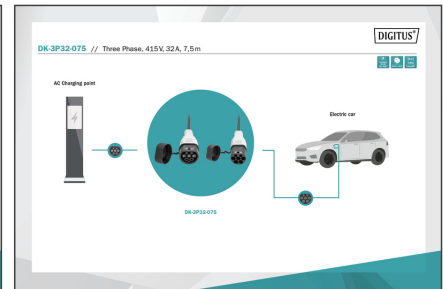 DIGITUS®
DK-3P32-075 // Three Phase, 415V, 32A, 7,5m
AC Charging point
Electric car
DK-3P32-075